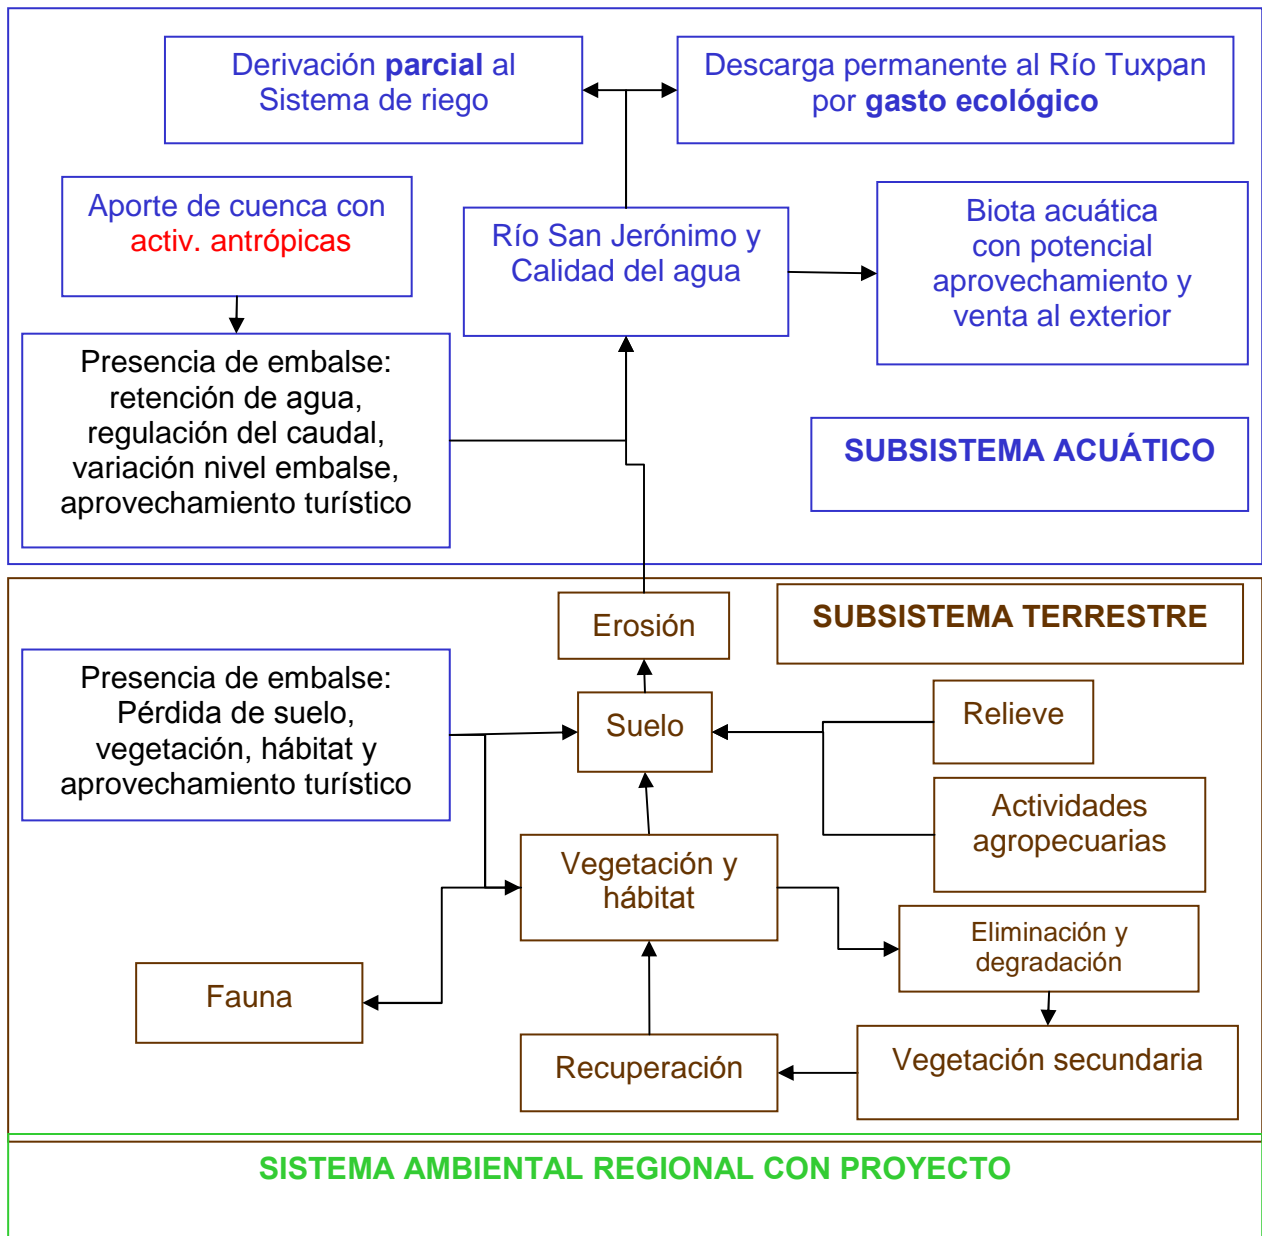 Derivación parcial al
Sistema de riego
Descarga permanente al Río Tuxpan
por gasto ecológico
Aporte de cuenca con
activ. antrópicas
Río San Jerónimo y
Calidad del agua
Biota acuática
con potencial
aprovechamiento y
venta al exterior
Presencia de embalse:
retención de agua,
regulación del caudal,
variación nivel embalse,
aprovechamiento turístico
SUBSISTEMA ACUÁTICO
Erosión
SUBSISTEMA TERRESTRE
Presencia de embalse:
Pérdida de suelo,
vegetación, hábitat y
aprovechamiento turístico
Suelo
Relieve
Actividades
agropecuarias
Vegetación y
hábitat
Eliminación y
degradación
Fauna
Recuperación
Vegetación secundaria
SISTEMA AMBIENTAL REGIONAL CON PROYECTO